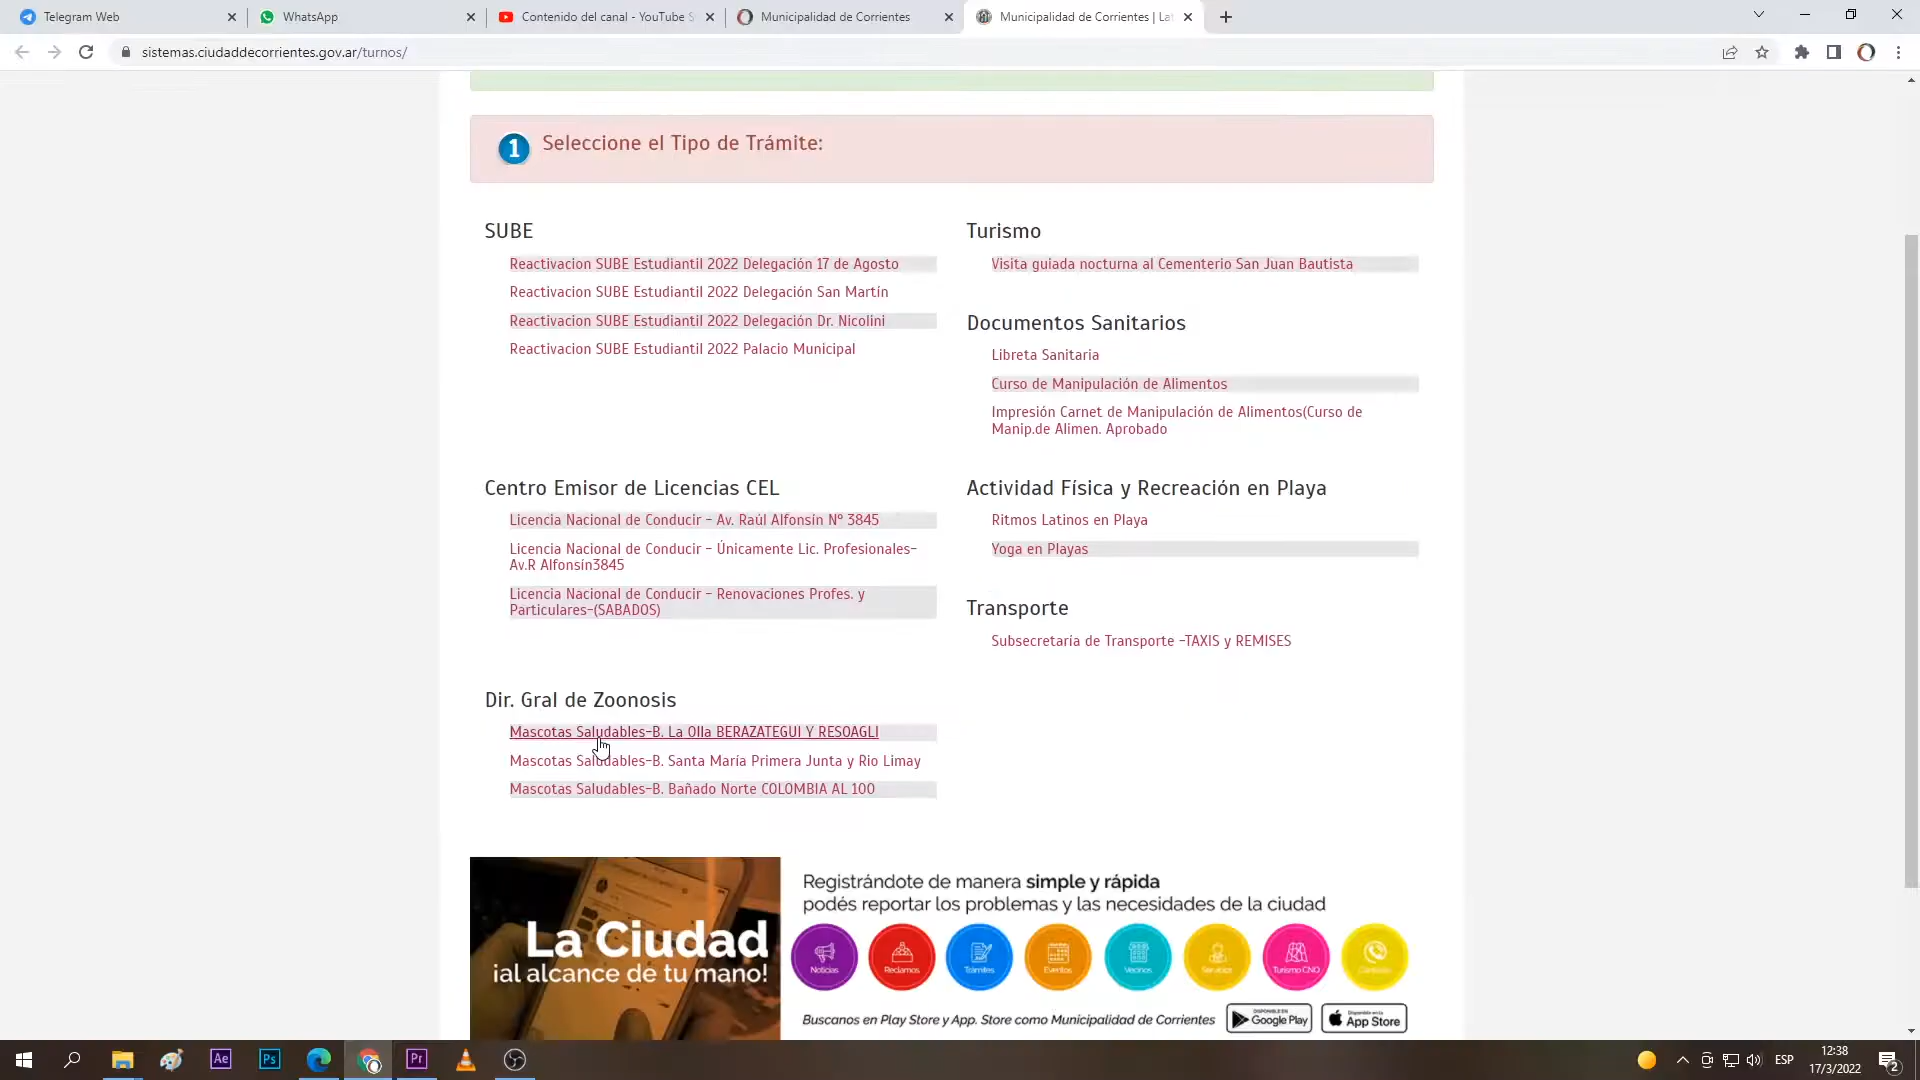 Telegram Web
WhatsApp
Contenido del canal - YouTube S
Municipalidad de Corrientes
Municipalidad de Corrientes | Lat
sistemas.ciudaddecorrientes.gov.ar/turnos/
1 Seleccione el Tipo de Trámite:
SUBE
Reactivacion SUBE Estudiantil 2022 Delegación 17 de Agosto
Reactivacion SUBE Estudiantil 2022 Delegación San Martín
Reactivacion SUBE Estudiantil 2022 Delegación Dr. Nicolini
Reactivacion SUBE Estudiantil 2022 Palacio Municipal
Turismo
Visita guiada nocturna al Cementerio San Juan Bautista
Documentos Sanitarios
Libreta Sanitaria
Curso de Manipulación de Alimentos
Impresión Carnet de Manipulación de Alimentos(Curso de
Manip.de Alimen. Aprobado
Centro Emisor de Licencias CEL
Licencia Nacional de Conducir - Av. Raúl Alfonsín Nº 3845
Licencia Nacional de Conducir - Únicamente Lic. Profesionales-
Av.R Alfonsín3845
Licencia Nacional de Conducir - Renovaciones Profes. y
Particulares-(SABADOS)
Actividad Física y Recreación en Playa
Ritmos Latinos en Playa
Yoga en Playas
Transporte
Subsecretaría de Transporte -TAXIS y REMISES
Dir. Gral de Zoonosis
Mascotas Saludables-B. La Olla BERAZATEGUI Y RESOAGLI
Mascotas Saludables-B. Santa María Primera Junta y Rio Limay
Mascotas Saludables-B. Bañado Norte COLOMBIA AL 100
La Ciudad
¡al alcance de tu mano!
Registrándote de manera simple y rápida
podés reportar los problemas y las necesidades de la ciudad
Noticias
Reclamos
Trámites
Eventos
Vecinos
Servicios
Turismo CND
Buscanos en Play Store y App. Store como Municipalidad de Corrientes
Google Play
App Store
Ae
Ps
Pr
ESP
12:38
17/3/2022
2